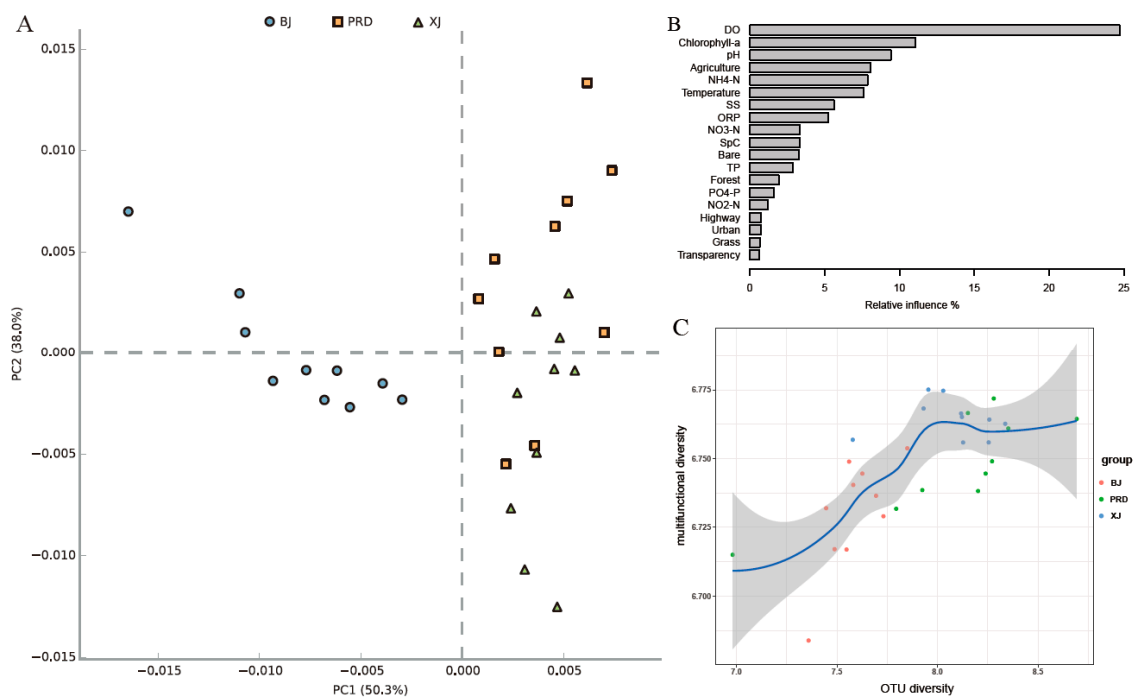 A
BJ PRD XJ
0.015
0.010
0.005
0.000
−0.005
−0.010
−0.015
PC2 (38.0%)
−0.015 −0.010 −0.005 0.000 0.005
PC1 (50.3%)
B
DO
Chlorophyll-a
pH
Agriculture
NH4-N
Temperature
SS
ORP
NO3-N
SpC
Bare
TP
Forest
PO4-P
NO2-N
Highway
Urban
Grass
Transparency
0 5 10 15 20 25
Relative influence %
C
6.775
6.750
6.725
6.700
multifunctional diversity
7.0 7.5 8.0 8.5
OTU diversity
group
BJ
PRD
XJ